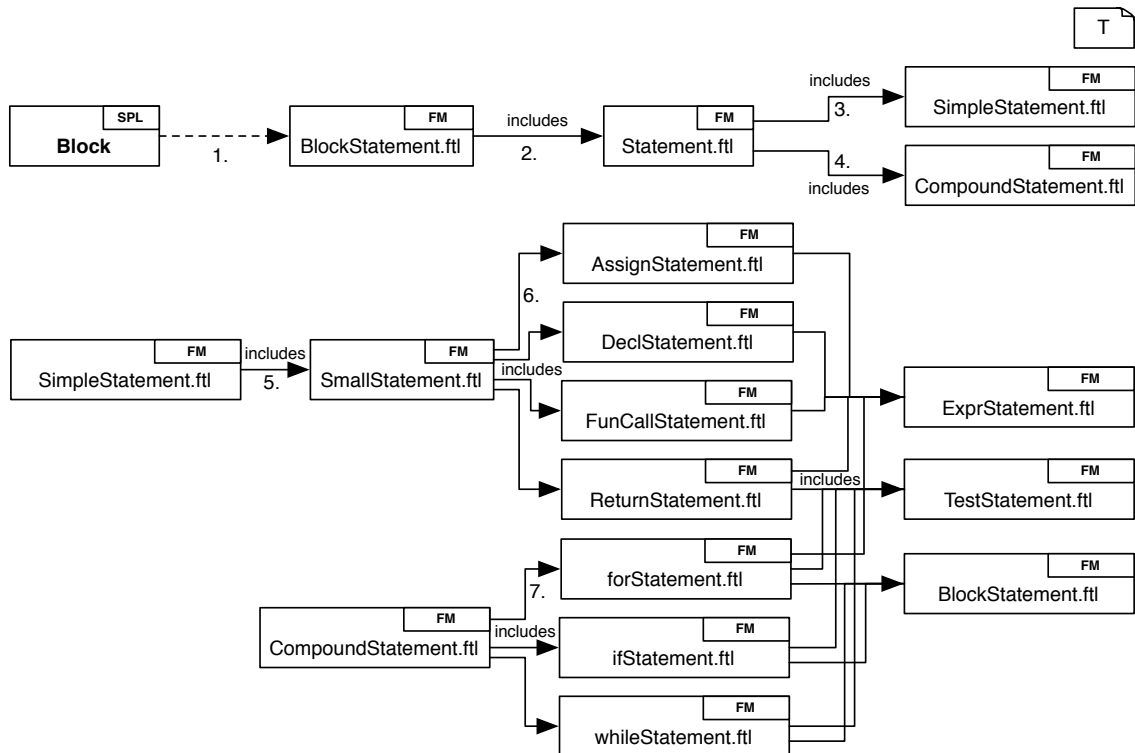 T
SPL
Block
1.
FM
BlockStatement.ftl
includes
2.
FM
Statement.ftl
includes
3.
FM
SimpleStatement.ftl
4.
includes
FM
CompoundStatement.ftl
FM
SimpleStatement.ftl
includes
5.
FM
SmallStatement.ftl
6.
includes
FM
AssignStatement.ftl
FM
DeclStatement.ftl
FM
FunCallStatement.ftl
FM
ReturnStatement.ftl
includes
FM
ExprStatement.ftl
FM
TestStatement.ftl
FM
BlockStatement.ftl
FM
CompoundStatement.ftl
7.
includes
FM
forStatement.ftl
FM
ifStatement.ftl
FM
whileStatement.ftl